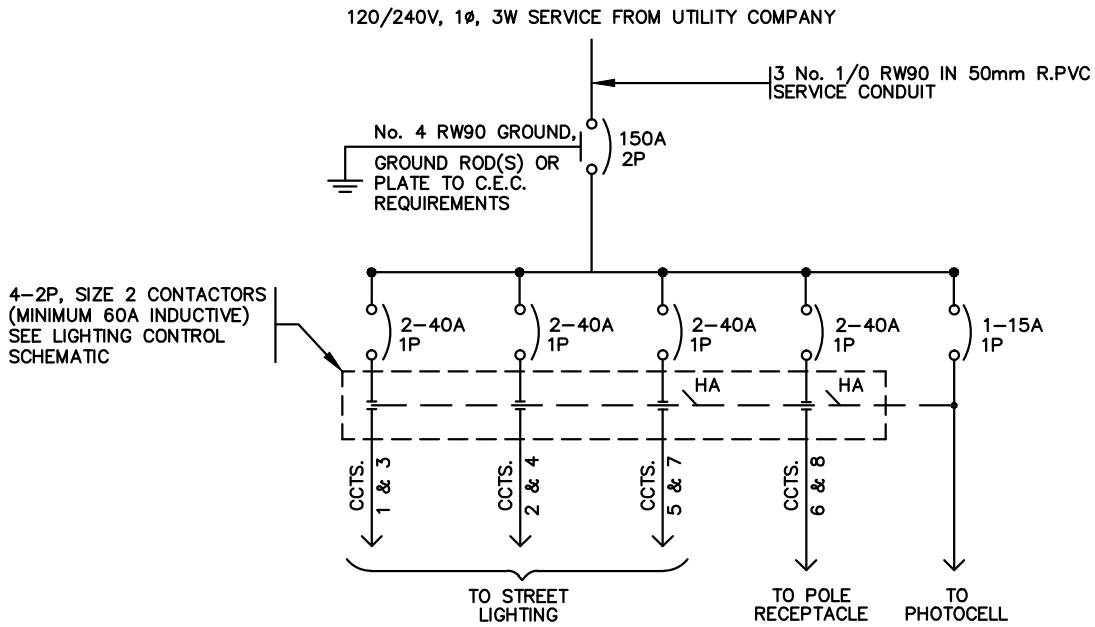 120/240V, 1ø, 3W SERVICE FROM UTILITY COMPANY
3 No. 1/0 RW90 IN 50mm R.PVC
SERVICE CONDUIT
No. 4 RW90 GROUND,
GROUND ROD(S) OR
PLATE TO C.E.C.
REQUIREMENTS
150A
2P
4-2P, SIZE 2 CONTACTORS
(MINIMUM 60A INDUCTIVE)
SEE LIGHTING CONTROL
SCHEMATIC
2-40A
1P
2-40A
1P
2-40A
1P
2-40A
1P
1-15A
1P
HA
HA
CCTS.
1 & 3
CCTS.
2 & 4
CCTS.
5 & 7
CCTS.
6 & 8
TO STREET
LIGHTING
TO POLE
RECEPTACLE
TO
PHOTOCELL